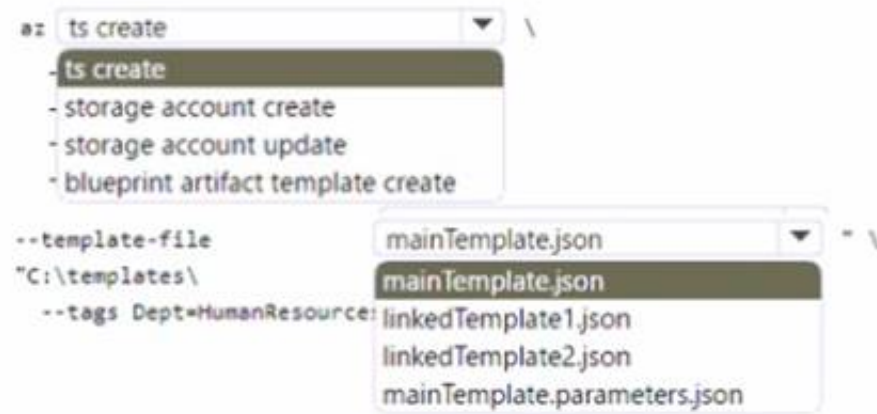 az ts create \
- ts create
- storage account create
- storage account update
- blueprint artifact template create
--template-file mainTemplate.json " \
"C:\templates\ mainTemplate.json
--tags Dept=HumanResource linkedTemplate1.json
linkedTemplate2.json
mainTemplate.parameters.json